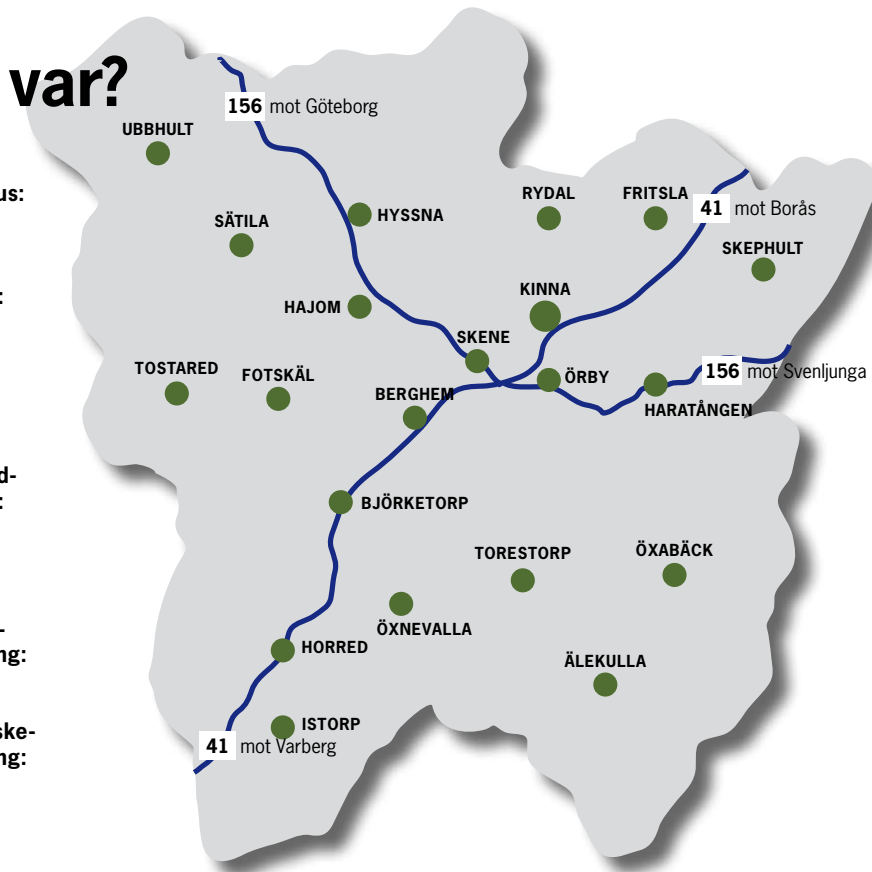 var?
us:
:
d-
:
-
ng:
ske-
ng:
156 mot Göteborg
UBBHULT
HYSSNA
SÄTILA
RYDAL
FRITSLA
41 mot Borås
SKEPHULT
KINNA
HAJOM
SKENE
TOSTARED
FOTSKÄL
BERGHEM
ÖRBY
156 mot Svenljunga
HARATÅNGEN
BJÖRKETORP
TORESTORP
ÖXABÄCK
ÖXNEVALLA
HORRED
ÄLEKULLA
ISTORP
41 mot Varberg